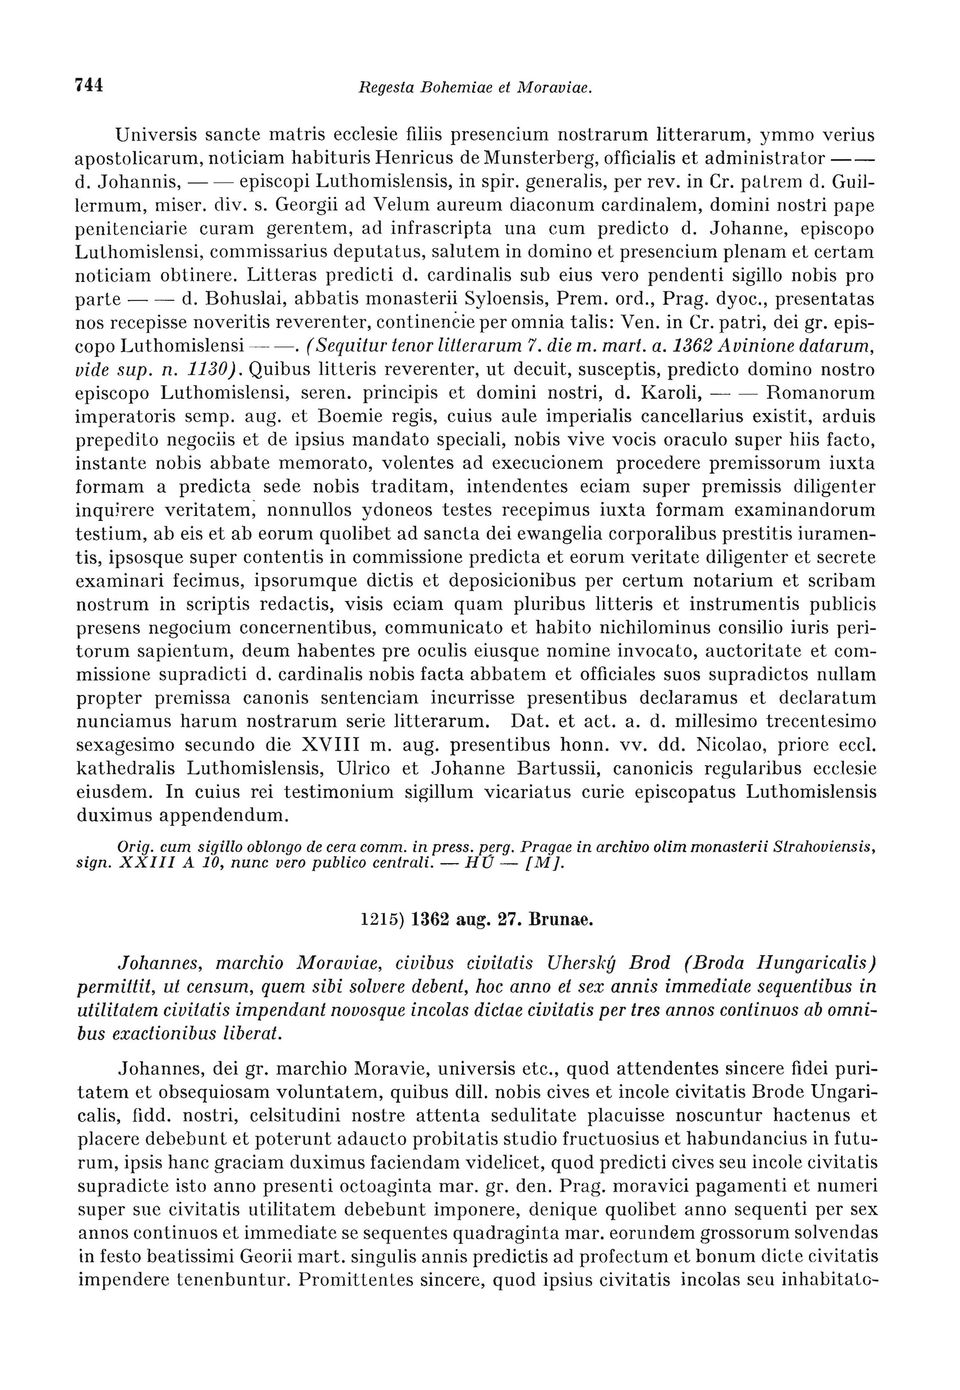 744 Regesta Bohemiae et Moraviae.
Universis sancte matris ecclesie filiis presencium nostrarum litterarum, ymmo verius
apostolicarum, noticiam habituris Henricus de Munsterberg, officialis et administrator — —
d. Johannis, — — episcopi Luthomislensis, in spir. generalis, per rev. in Cr. patrem d. Guil-
lermum, miser. div. s. Georgii ad Velum aureum diaconum cardinalem, domini nostri pape
penitenciarie curam gerentem, ad infrascripta una cum predicto d. Johanne, episcopo
Luthomislensi, commissarius deputatus, salutem in domino et presencium plenam et certam
noticiam obtinere. Litteras predicti d. cardinalis sub eius vero pendenti sigillo nobis pro
parte — — d. Bohuslai, abbatis monasterii Syloensis, Prem. ord., Prag. dyoc., presentatas
nos recepisse noveritis reverenter, continencie per omnia talis: Ven. in Cr. patri, dei gr. epis-
copo Luthomislensi — —. (Sequitur tenor litterarum 7. die m. mart. a. 1362 Avinione datarum,
vide sup. n. 1130). Quibus litteris reverenter, ut decuit, susceptis, predicto domino nostro
episcopo Luthomislensi, seren. principis et domini nostri, d. Karoli, — — Romanorum
imperatoris semp. aug. et Boemie regis, cuius aule imperialis cancellarius existit, arduis
prepedito negociis et de ipsius mandato speciali, nobis vive vocis oraculo super hiis facto,
instante nobis abbate memorato, volentes ad execucionem procedere premissorum iuxta
formam a predicta sede nobis traditam, intendentes eciam super premissis diligenter
inquirere veritatem, nonnullos ydoneos testes recepimus iuxta formam examinandorum
testium, ab eis et ab eorum quolibet ad sancta dei ewangelia corporalibus prestitis iuramen-
tis, ipsosque super contentis in commissione predicta et eorum veritate diligenter et secrete
examinari fecimus, ipsorumque dictis et deposicionibus per certum notarium et scribam
nostrum in scriptis redactis, visis eciam quam pluribus litteris et instrumentis publicis
presens negocium concernentibus, communicato et habito nichilominus consilio iuris peri-
torum sapientum, deum habentes pre oculis eiusque nomine invocato, auctoritate et com-
missione supradicti d. cardinalis nobis facta abbatem et officiales suos supradictos nullam
propter premissa canonis sentenciam incurrisse presentibus declaramus et declaratum
nunciamus harum nostrarum serie litterarum. Dat. et act. a. d. millesimo trecentesimo
sexagesimo secundo die XVIII m. aug. presentibus honn. vv. dd. Nicolao, priore eccl.
kathedralis Luthomislensis, Ulrico et Johanne Bartussii, canonicis regularibus ecclesie
eiusdem. In cuius rei testimonium sigillum vicariatus curie episcopatus Luthomislensis
duximus appendendum.
Orig. cum sigillo oblongo de cera comm. in press. perg. Pragae in archivo olim monasterii Strahoviensis,
sign. XXIII A 10, nunc vero publico centrali. — HÚ — [M].
1215) 1362 aug. 27. Brunae.
Johannes, marchio Moraviae, civibus civitatis Uherský Brod (Broda Hungaricalis)
permittit, ut censum, quem sibi solvere debent, hoc anno et sex annis immediate sequentibus in
utilitatem civitatis impendant novosque incolas dictae civitatis per tres annos continuos ab omni-
bus exactionibus liberat.
Johannes, dei gr. marchio Moravie, universis etc., quod attendentes sincere fidei puri-
tatem et obsequiosam voluntatem, quibus dill. nobis cives et incole civitatis Brode Ungari-
calis, fidd. nostri, celsitudini nostre attenta sedulitate placuisse noscuntur hactenus et
placere debebunt et poterunt adaucto probitatis studio fructuosius et habundancius in futu-
rum, ipsis hanc graciam duximus faciendam videlicet, quod predicti cives seu incole civitatis
supradicte isto anno presenti octoaginta mar. gr. den. Prag. moravici pagamenti et numeri
super sue civitatis utilitatem debebunt imponere, denique quolibet anno sequenti per sex
annos continuos et immediate se sequentes quadraginta mar. eorundem grossorum solvendas
in festo beatissimi Georii mart. singulis annis predictis ad profectum et bonum dicte civitatis
impendere tenenbuntur. Promittentes sincere, quod ipsius civitatis incolas seu inhabitato-